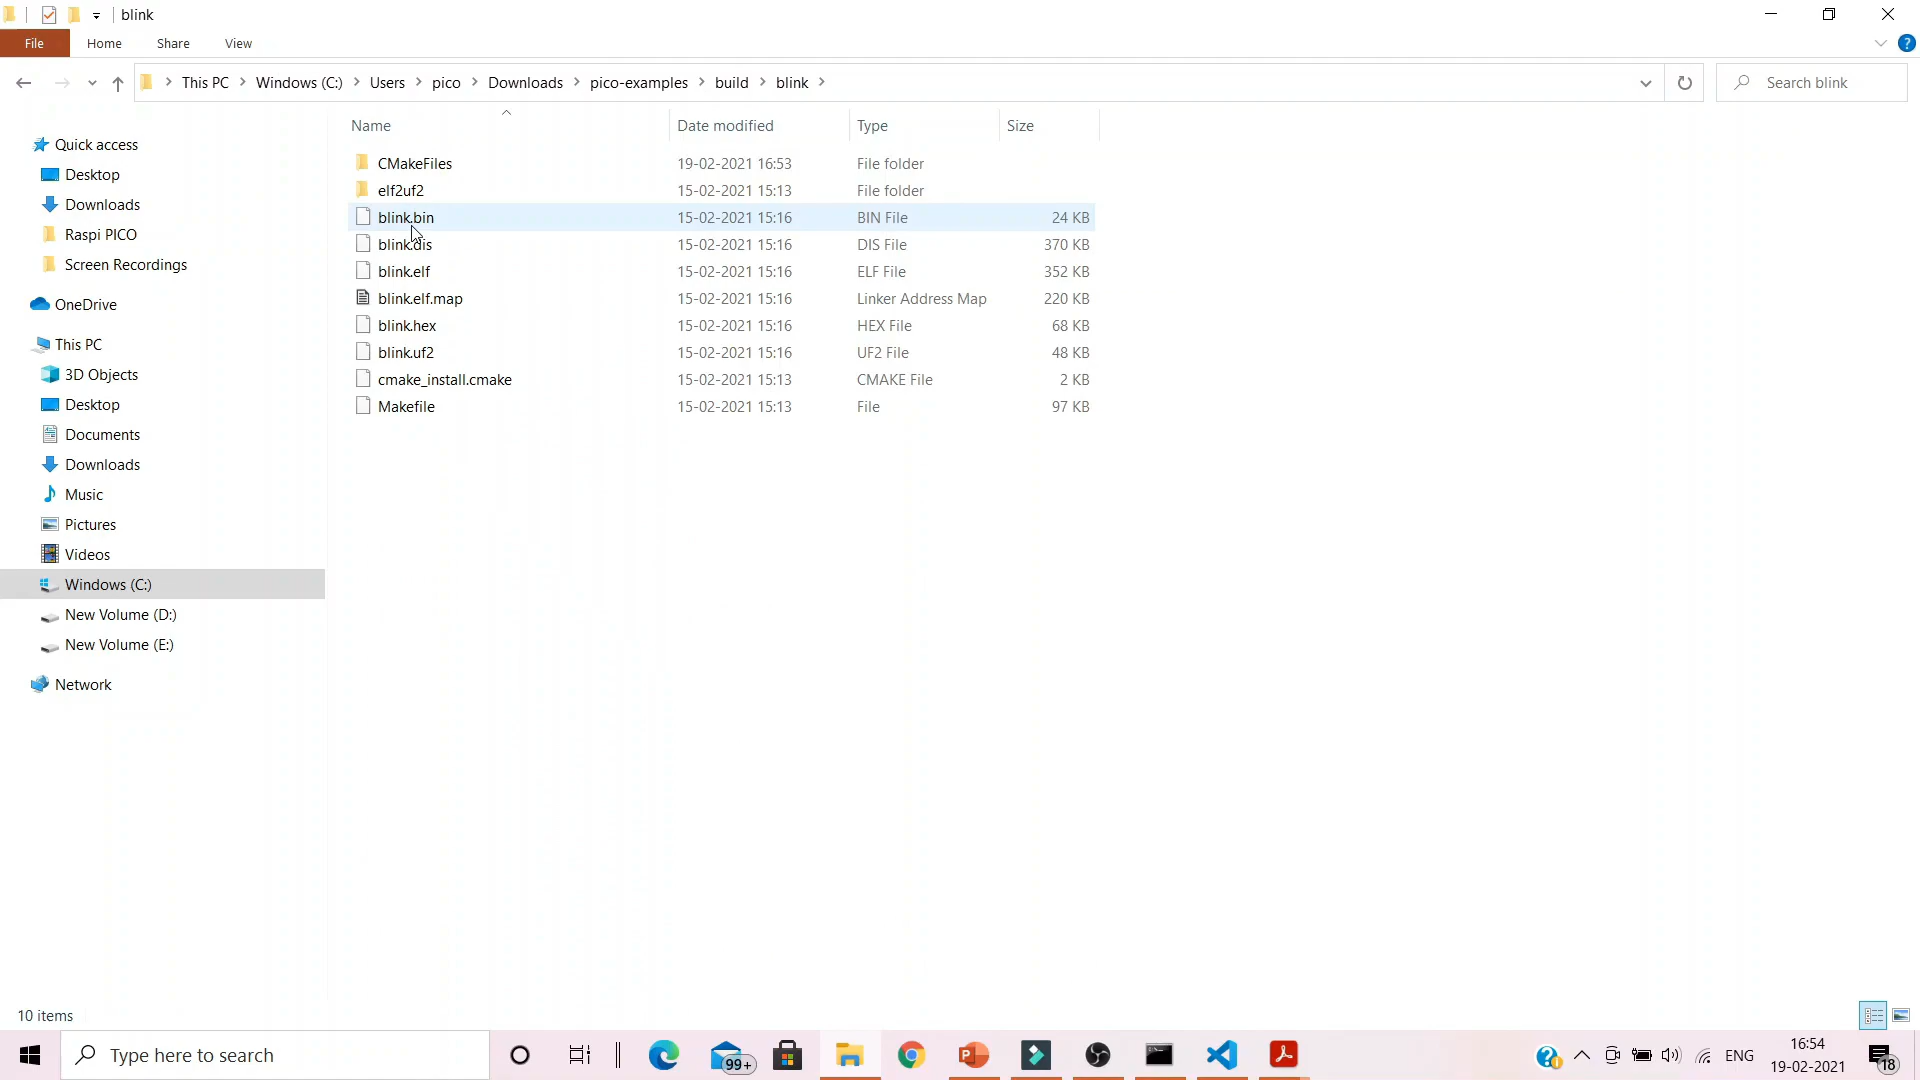 blink
File Home Share View
This PC Windows (C:) Users pico Downloads pico-examples build blink
Search blink
Name Date modified Type Size
CMakeFiles 19-02-2021 16:53 File folder
elf2uf2 15-02-2021 15:13 File folder
blink.bin 15-02-2021 15:16 BIN File 24 KB
blink.dis 15-02-2021 15:16 DIS File 370 KB
blink.elf 15-02-2021 15:16 ELF File 352 KB
blink.elf.map 15-02-2021 15:16 Linker Address Map 220 KB
blink.hex 15-02-2021 15:16 HEX File 68 KB
blink.uf2 15-02-2021 15:16 UF2 File 48 KB
cmake_install.cmake 15-02-2021 15:13 CMAKE File 2 KB
Makefile 15-02-2021 15:13 File 97 KB
Quick access
Desktop
Downloads
Raspi PICO
Screen Recordings
OneDrive
This PC
3D Objects
Desktop
Documents
Downloads
Music
Pictures
Videos
Windows (C:)
New Volume (D:)
New Volume (E:)
Network
10 items
Type here to search
99+
ENG
16:54
19-02-2021
18